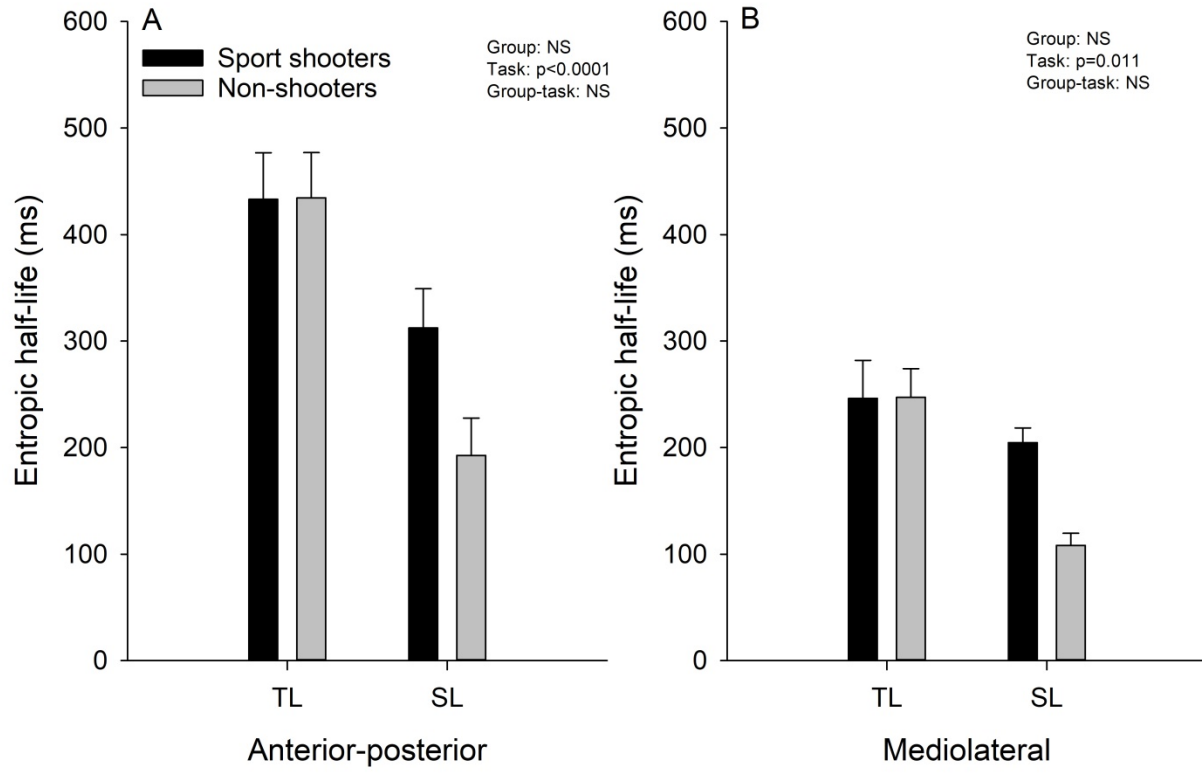 A
Sport shooters
Non-shooters
Group: NS
Task: p<0.0001
Group-task: NS
Entropic half-life (ms)
600
500
400
300
200
100
0
TL
SL
Anterior-posterior
B
Group: NS
Task: p=0.011
Group-task: NS
Entropic half-life (ms)
600
500
400
300
200
100
0
TL
SL
Mediolateral